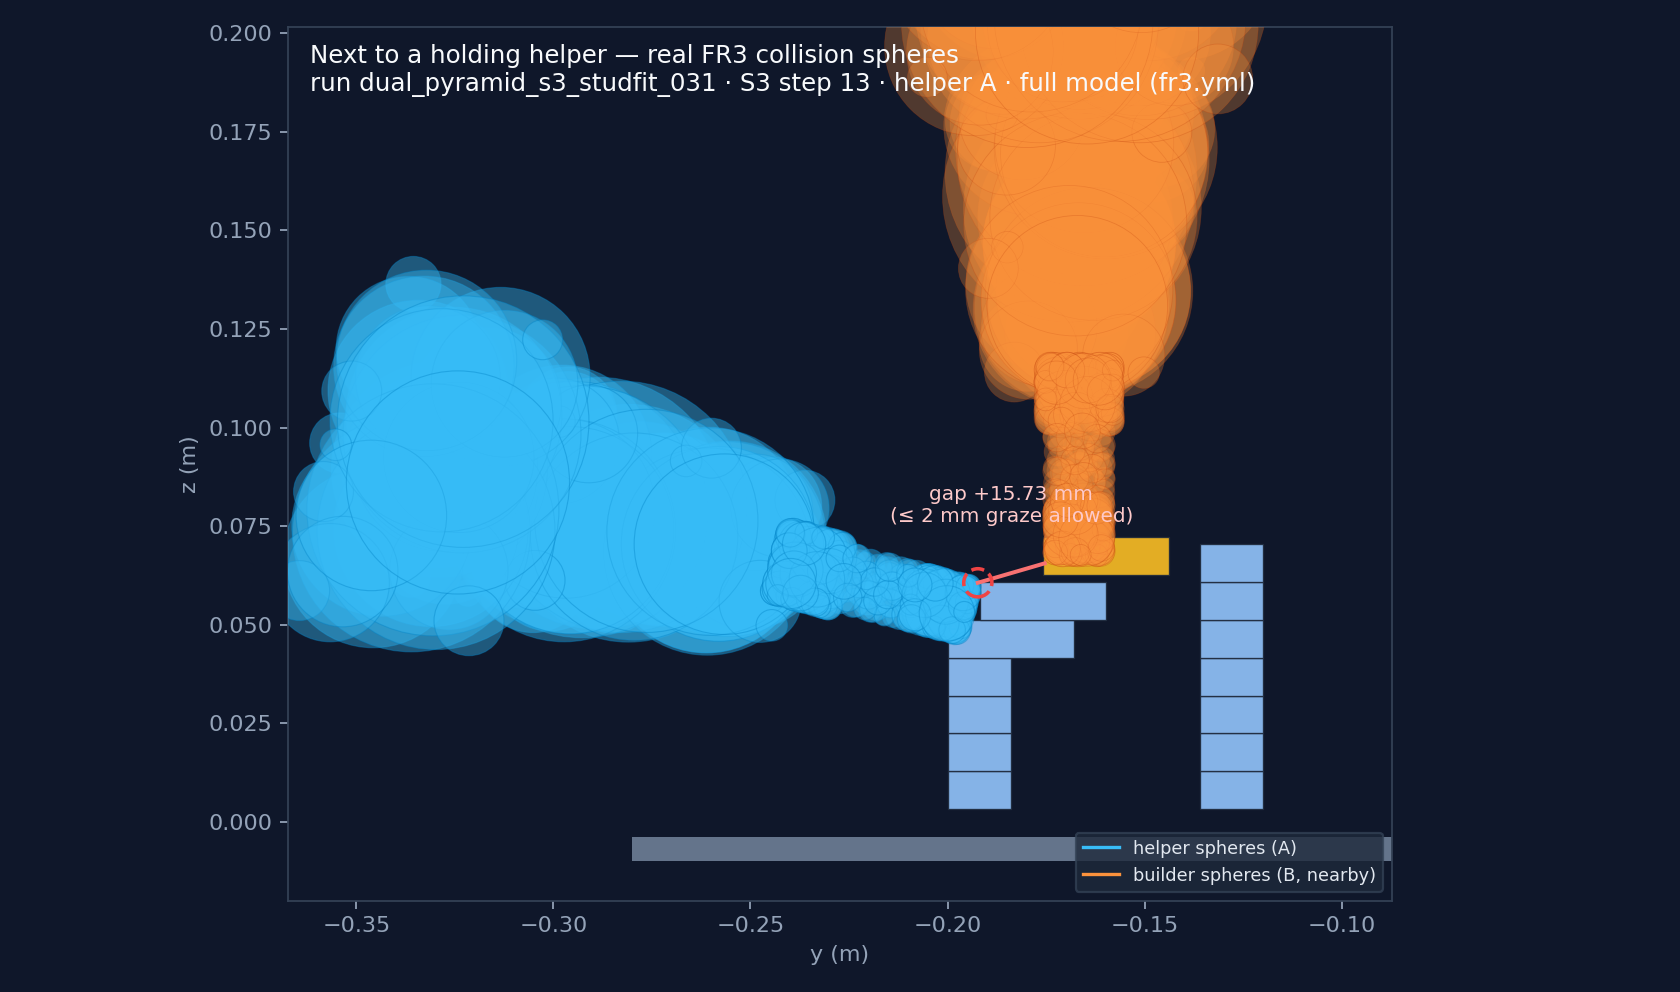 Next to a holding helper — real FR3 collision spheres
run dual_pyramid_s3_studfit_031 · S3 step 13 · helper A · full model (fr3.yml)
0.200
0.175
0.150
0.125
0.100
0.075
0.050
0.025
0.000
z (m)
gap +15.73 mm
(≤ 2 mm graze allowed)
helper spheres (A)
builder spheres (B, nearby)
−0.35
−0.30
−0.25
−0.20
−0.15
−0.10
y (m)